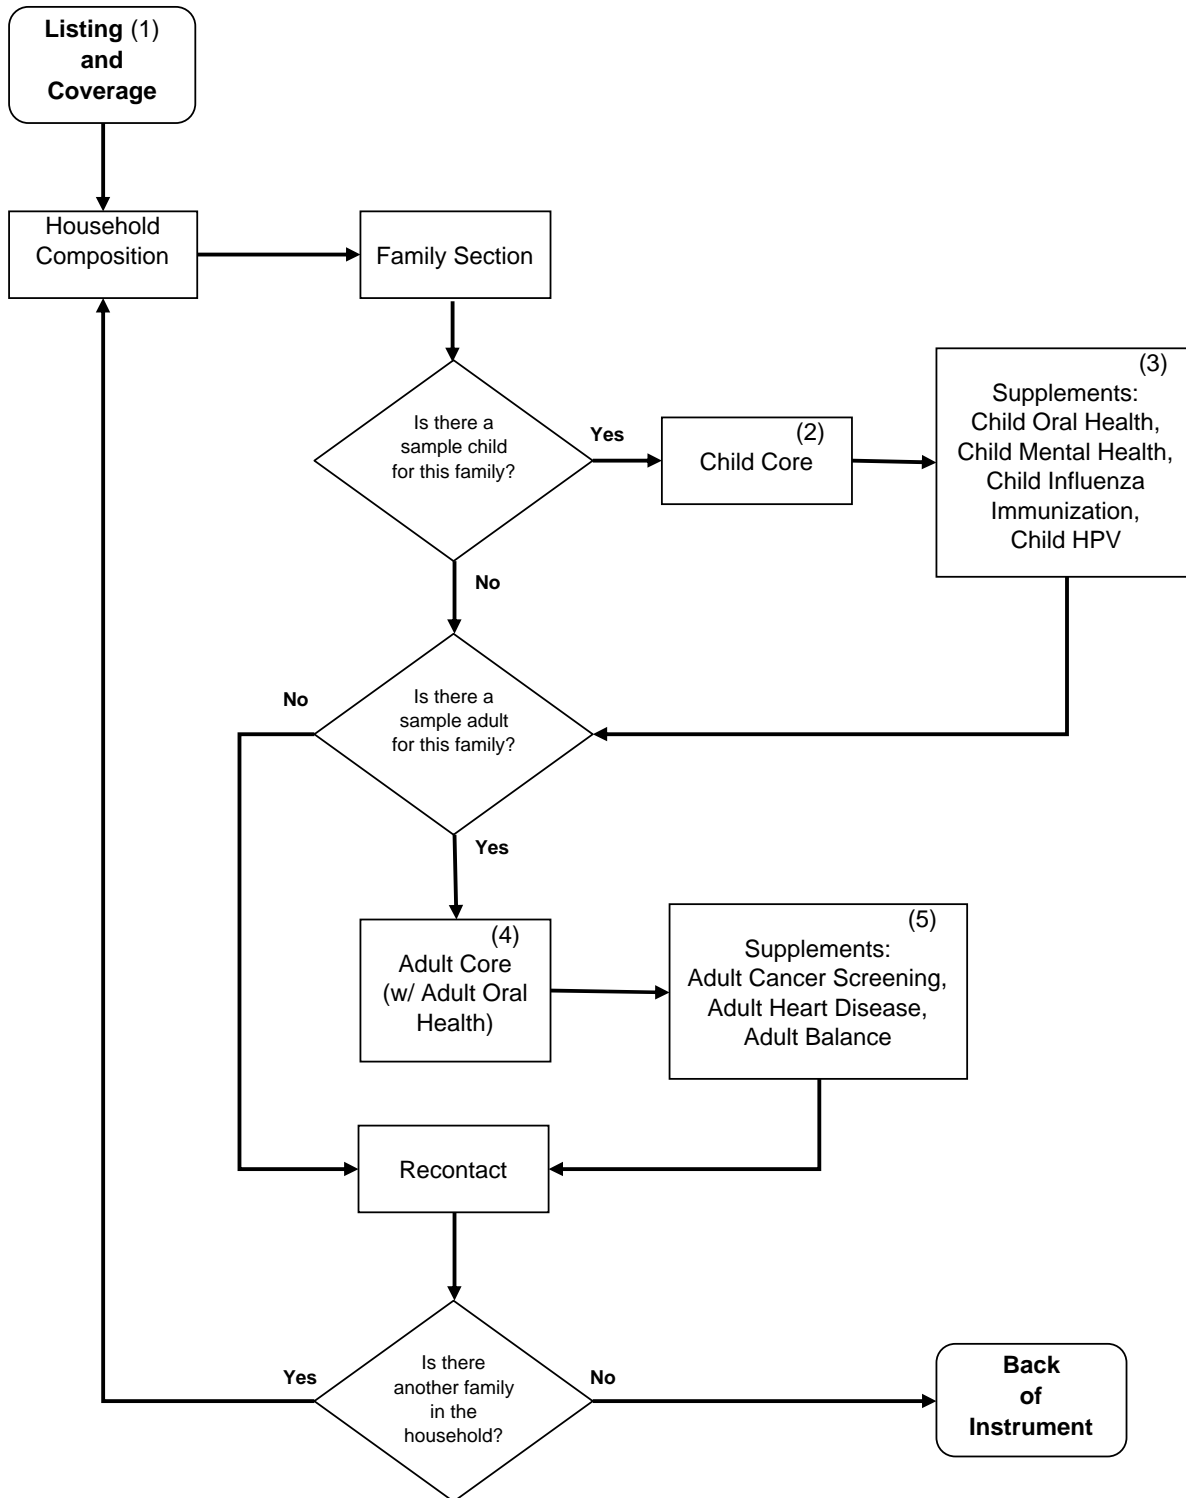 Listing (1)
and
Coverage
Household
Composition
Family Section
Is there a
sample child
for this family?
Yes
(2)
Child Core
(3)
Supplements:
Child Oral Health,
Child Mental Health,
Child Influenza
Immunization,
Child HPV
No
Is there a
sample adult
for this family?
No
Yes
(4)
Adult Core
(w/ Adult Oral
Health)
(5)
Supplements:
Adult Cancer Screening,
Adult Heart Disease,
Adult Balance
Recontact
Is there
another family
in the
household?
Yes
No
Back
of
Instrument